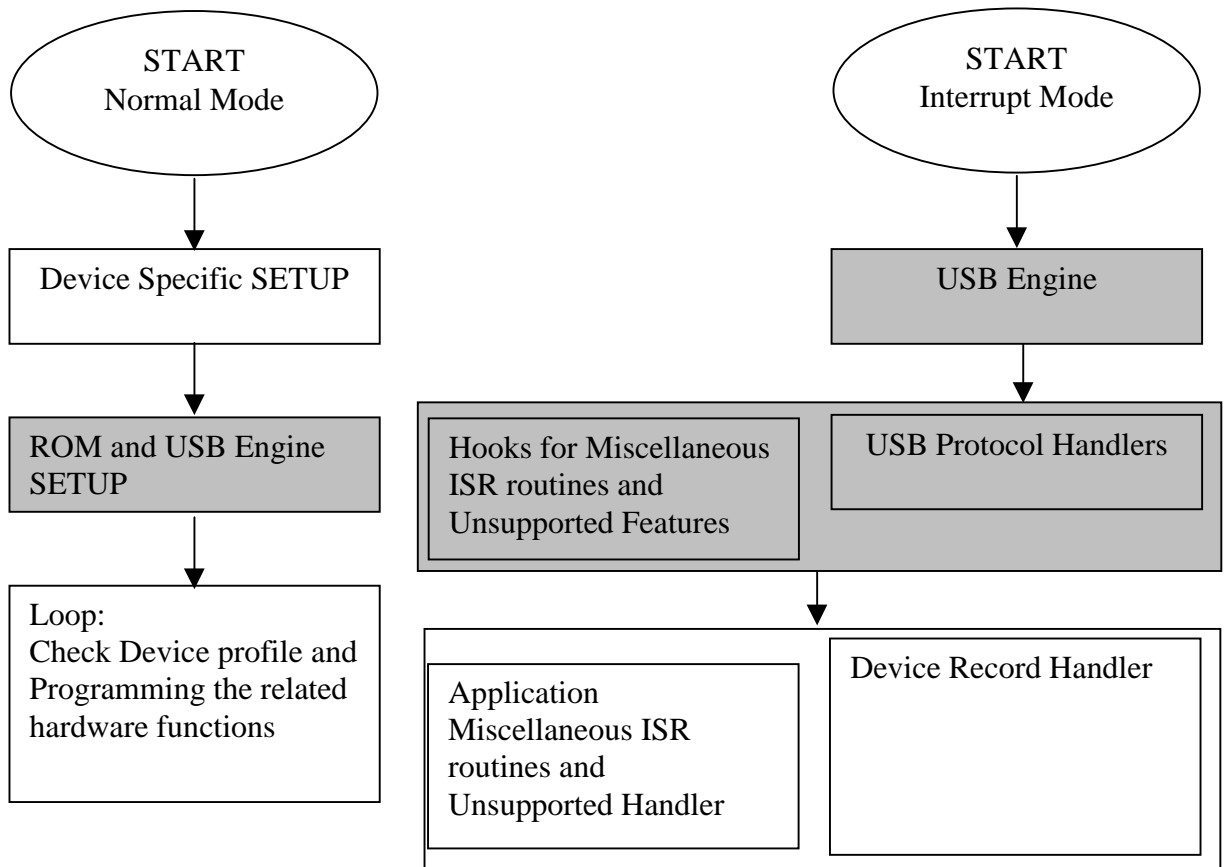 START
Normal Mode
Device Specific SETUP
ROM and USB Engine
SETUP
Loop:
Check Device profile and
Programming the related
hardware functions
START
Interrupt Mode
USB Engine
Hooks for Miscellaneous
ISR routines and
Unsupported Features
USB Protocol Handlers
Application
Miscellaneous ISR
routines and
Unsupported Handler
Device Record Handler